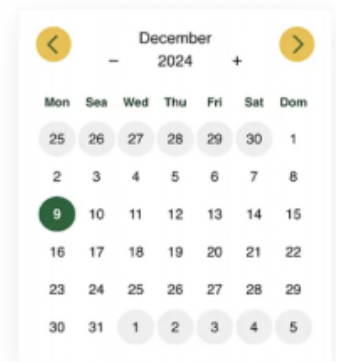 December
− 2024 +
Mon Sea Wed Thu Fri Sat Dom
25 26 27 28 29 30 1
2 3 4 5 6 7 8
9 10 11 12 13 14 15
16 17 18 19 20 21 22
23 24 25 26 27 28 29
30 31 1 2 3 4 5